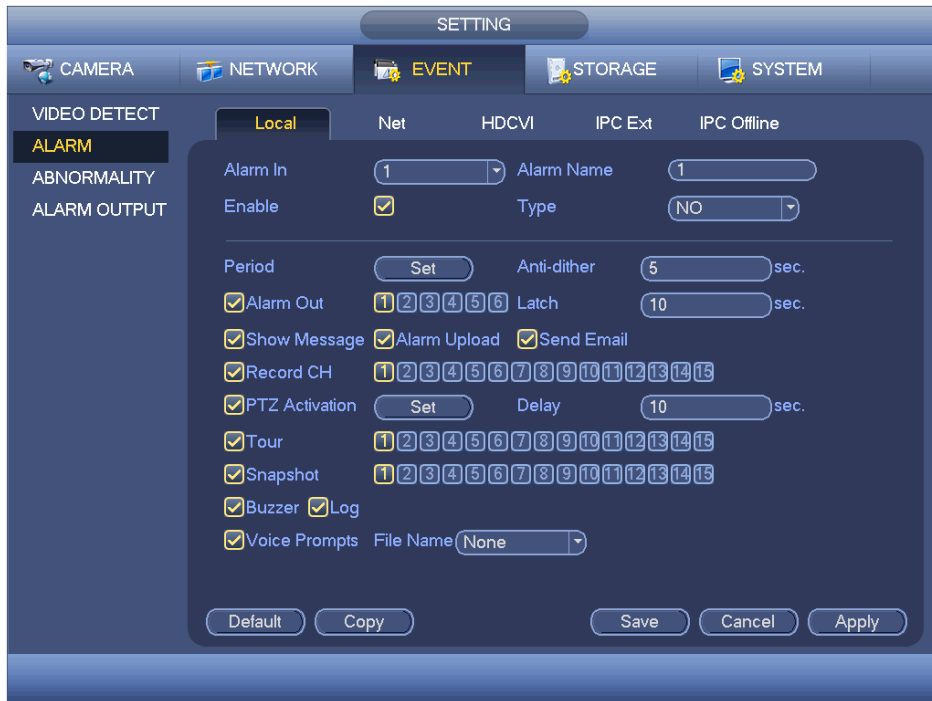 SETTING
CAMERA NETWORK EVENT STORAGE SYSTEM
VIDEO DETECT
ALARM
ABNORMALITY
ALARM OUTPUT
Local Net HDCVI IPC Ext IPC Offline
Alarm In 1 Alarm Name 1
Enable Type NO
Period Set Anti-dither 5 sec.
Alarm Out 1 2 3 4 5 6 Latch 10 sec.
Show Message Alarm Upload Send Email
Record CH 1 2 3 4 5 6 7 8 9 10 11 12 13 14 15
PTZ Activation Set Delay 10 sec.
Tour 1 2 3 4 5 6 7 8 9 10 11 12 13 14 15
Snapshot 1 2 3 4 5 6 7 8 9 10 11 12 13 14 15
Buzzer Log
Voice Prompts File Name None
Default Copy Save Cancel Apply